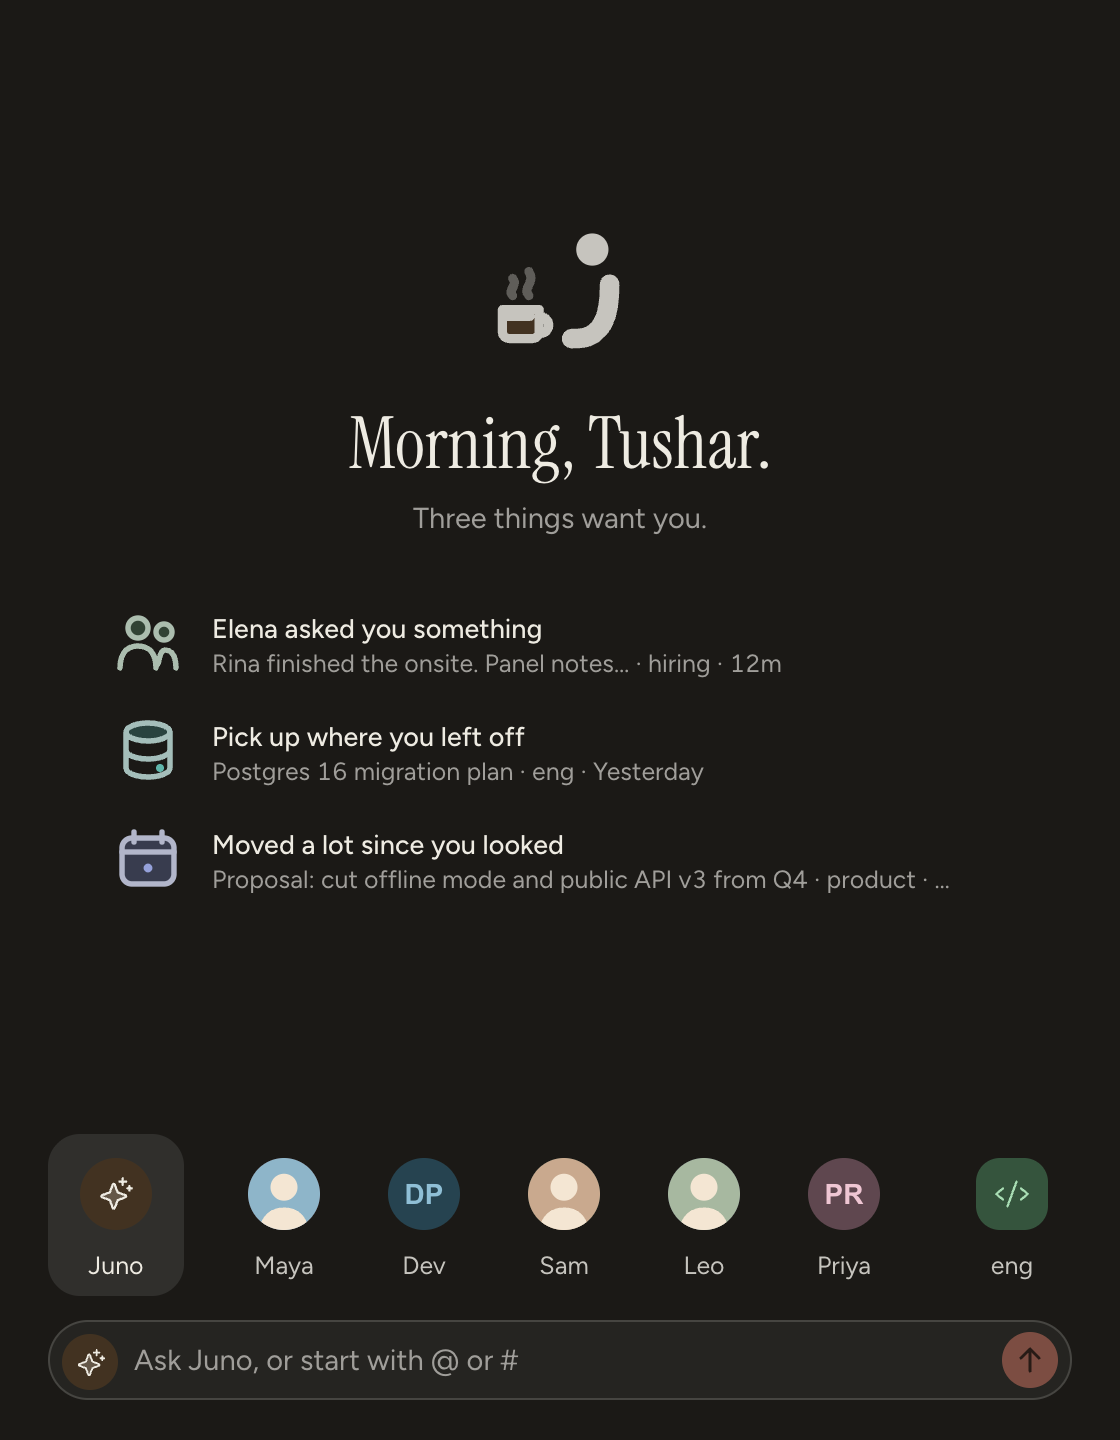 Morning, Tushar.
Three things want you.
Elena asked you something
Rina finished the onsite. Panel notes... · hiring · 12m
Pick up where you left off
Postgres 16 migration plan · eng · Yesterday
Moved a lot since you looked
Proposal: cut offline mode and public API v3 from Q4 · product · ...
DP
PR
</>
Juno
Maya
Dev
Sam
Leo
Priya
eng
Ask Juno, or start with @ or #